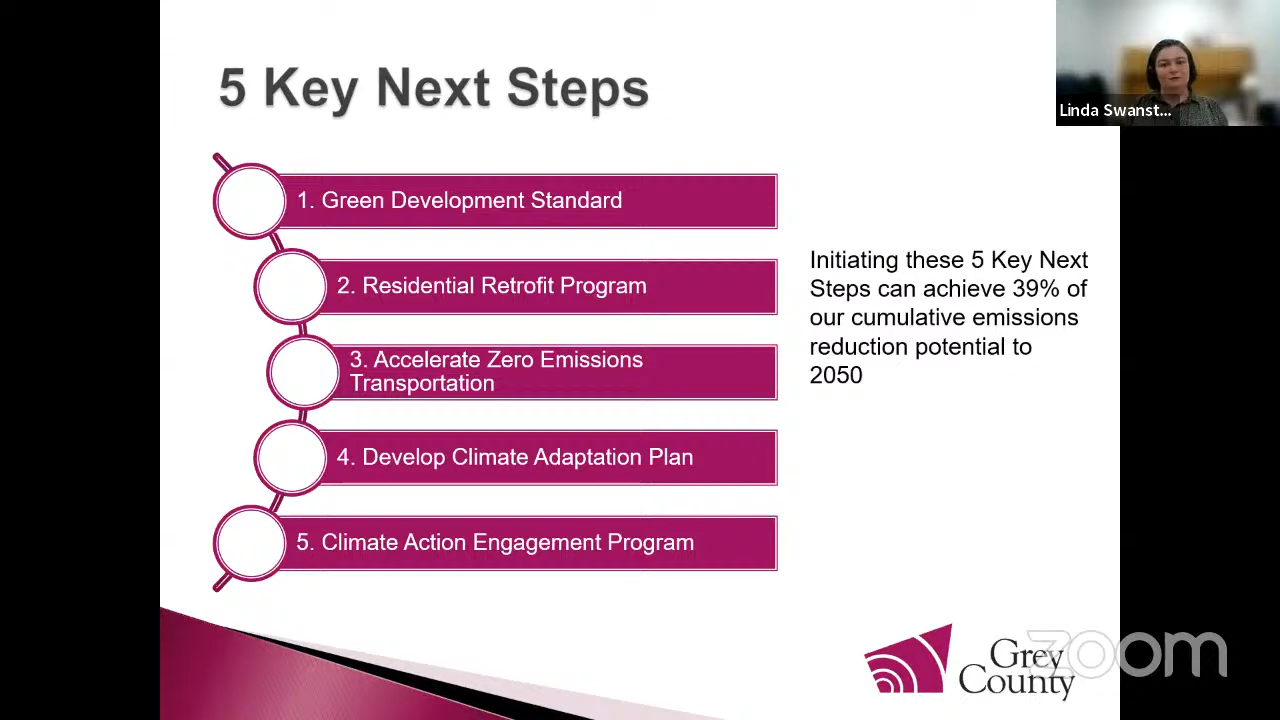 5 Key Next Steps
Linda Swanst...
1. Green Development Standard
2. Residential Retrofit Program
3. Accelerate Zero Emissions
Transportation
4. Develop Climate Adaptation Plan
5. Climate Action Engagement Program
Initiating these 5 Key Next
Steps can achieve 39% of
our cumulative emissions
reduction potential to
2050
Grey
County
zoom